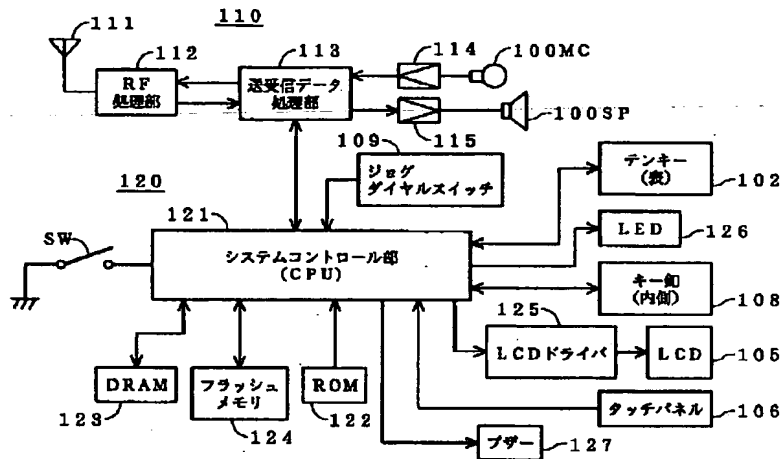 110
111
112
113
114
100MC
RF
処理部
送受信データ
処理部
115
100SP
109
ジョグ
ダイヤルスイッチ
テンキー
(表)
102
120
121
SW
システムコントロール部
(CPU)
LED
126
キー釦
(内側)
108
125
LCDドライバ
LCD
105
DRAM
123
フラッシュ
メモリ
124
ROM
122
タッチパネル
106
ブザー
127